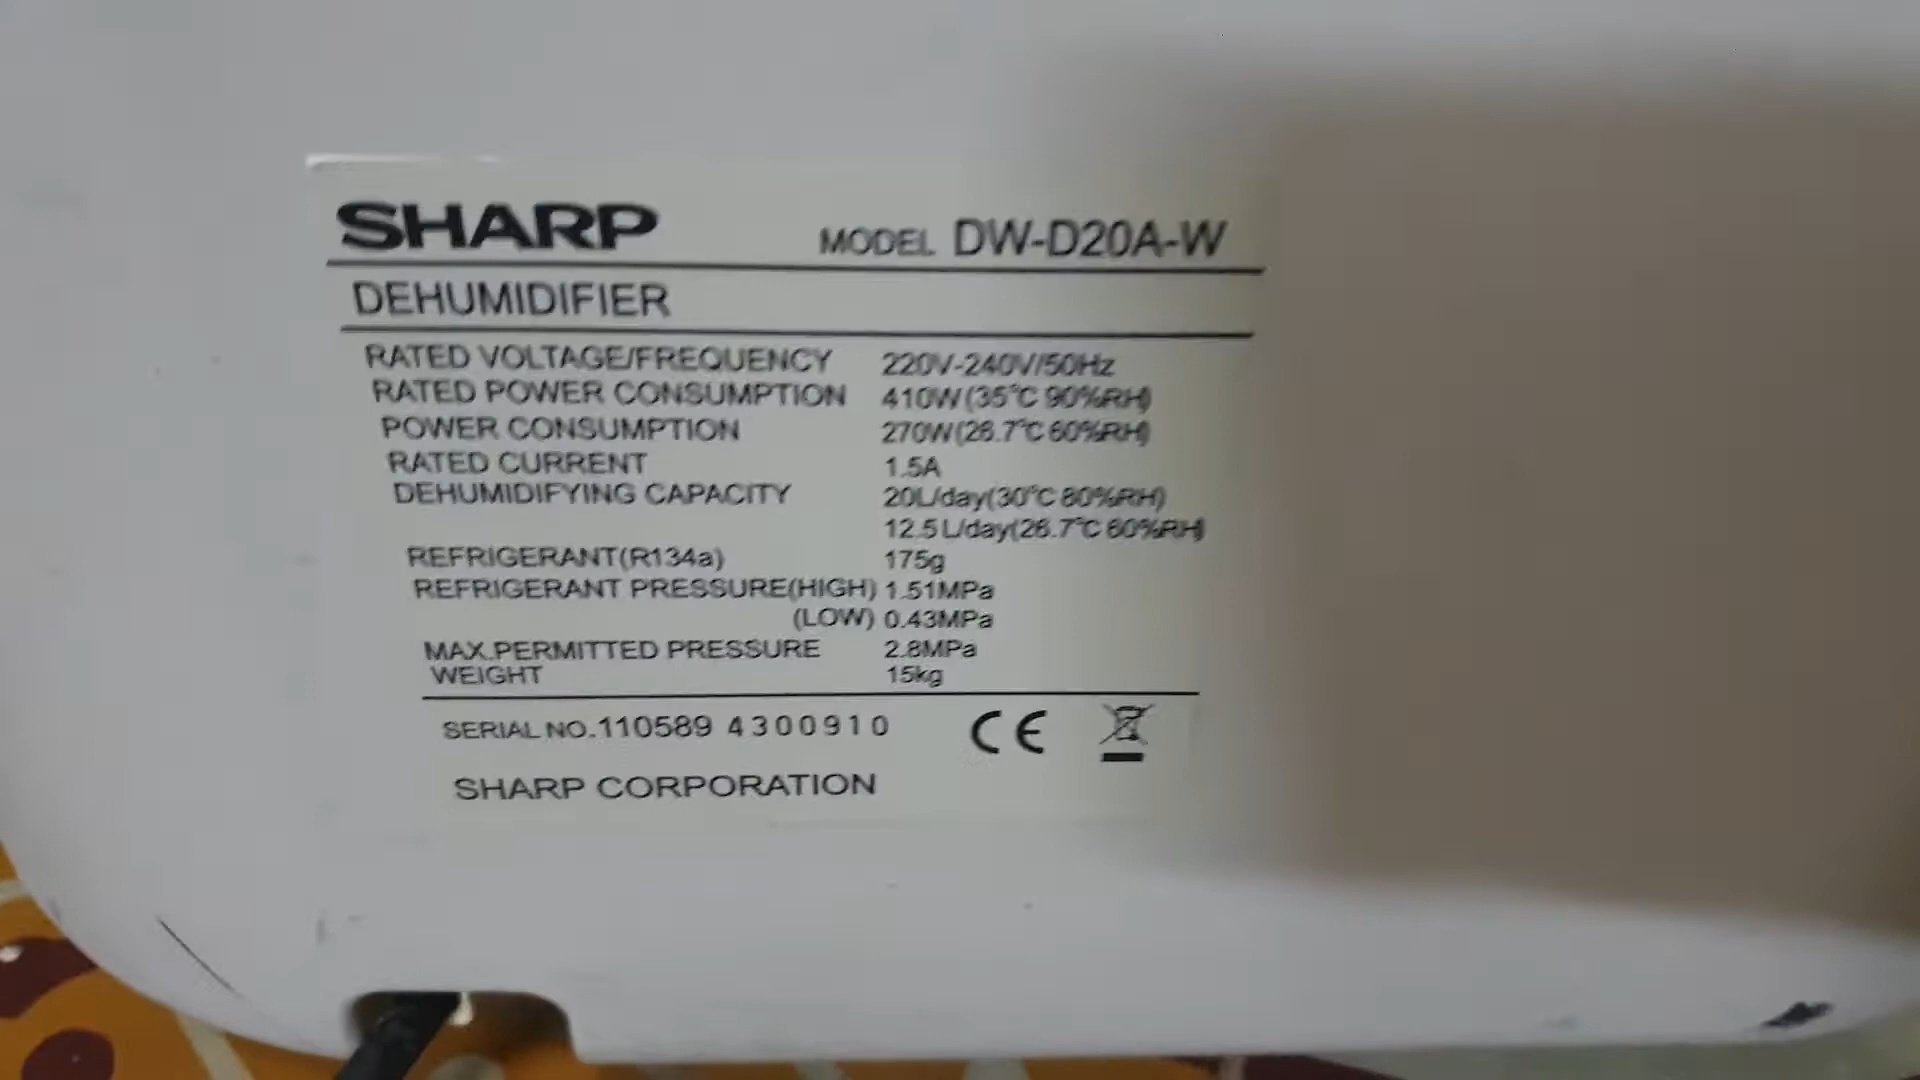 SHARP MODEL DW-D20A-W
DEHUMIDIFIER
RATED VOLTAGE/FREQUENCY 220V-240V/50Hz
RATED POWER CONSUMPTION 410W(35°C 90%RH)
POWER CONSUMPTION 270W(26.7°C 60%RH)
RATED CURRENT 1.5A
DEHUMIDIFYING CAPACITY 20L/day(30°C 80%RH)
12.5L/day(26.7°C 60%RH)
REFRIGERANT(R134a) 175g
REFRIGERANT PRESSURE(HIGH) 1.51MPa
(LOW) 0.43MPa
MAX.PERMITTED PRESSURE 2.8MPa
WEIGHT 15kg
SERIAL NO.110589 4300910 CE
SHARP CORPORATION